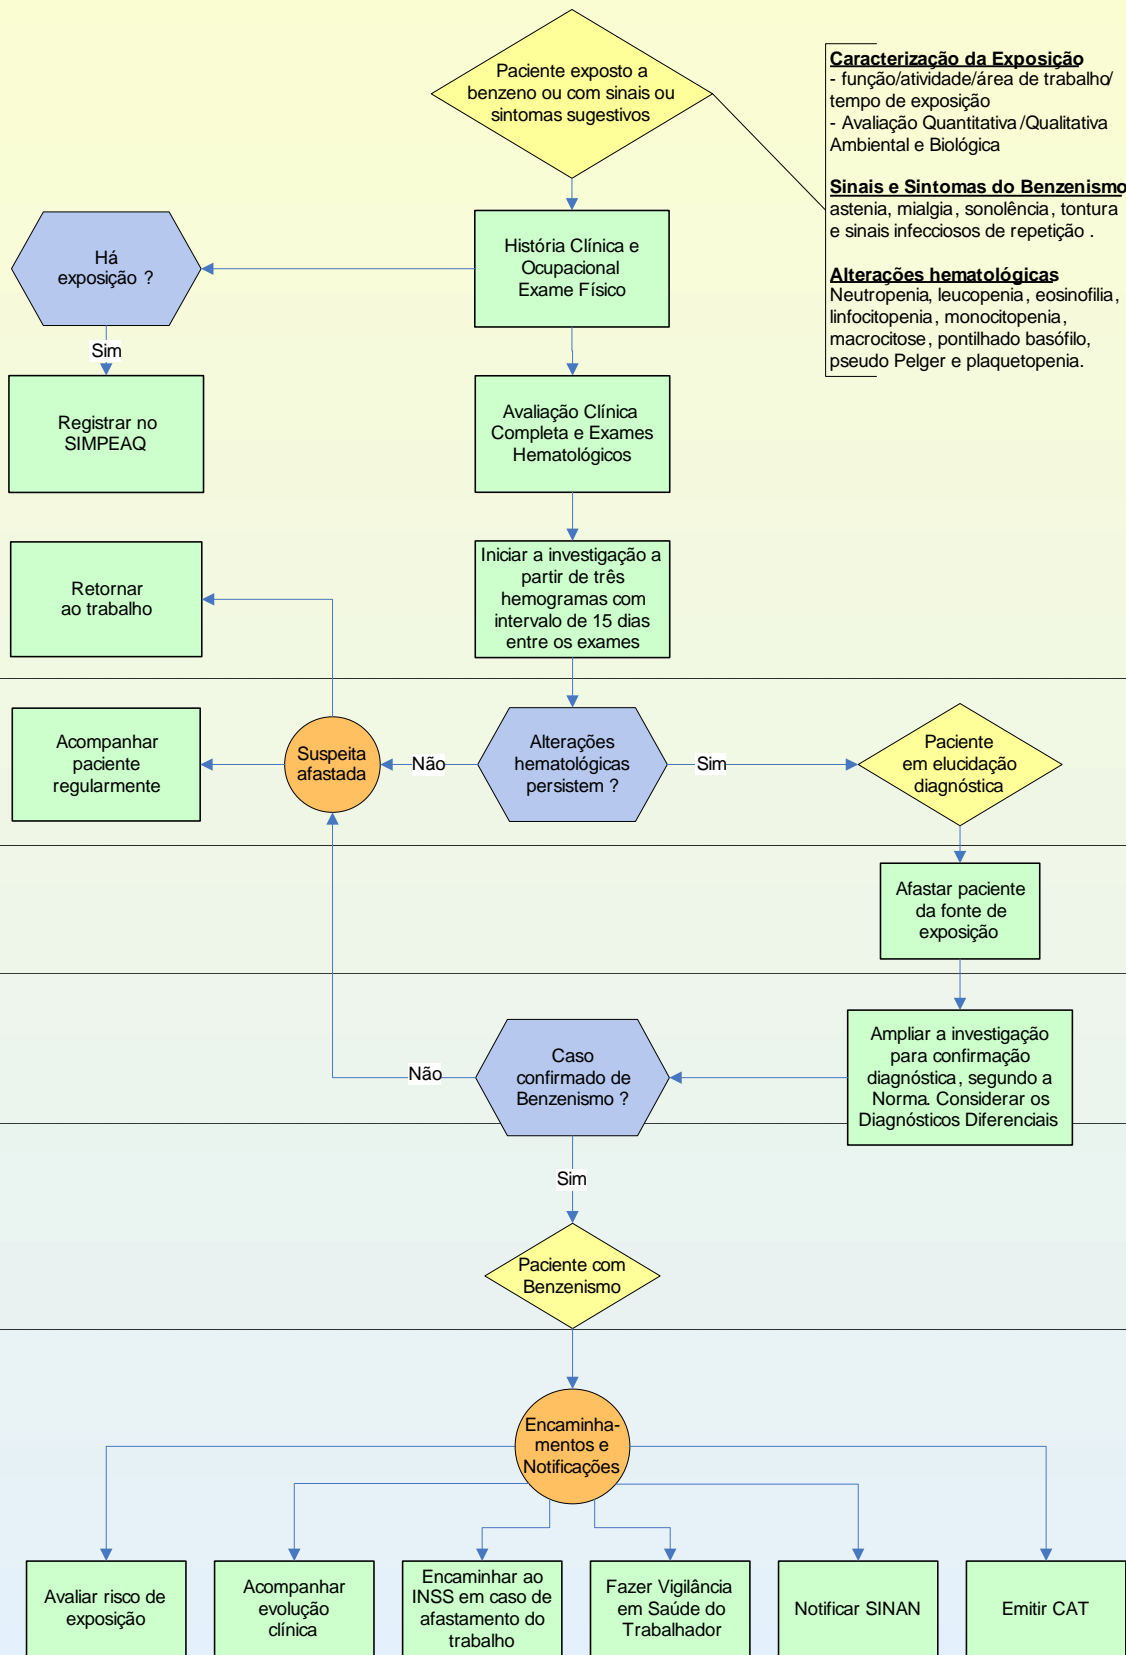 Paciente exposto a
benzeno ou com sinais ou
sintomas sugestivos
Caracterização da Exposição
- função/atividade/área de trabalho/
tempo de exposição
- Avaliação Quantitativa/Qualitativa
Ambiental e Biológica
Sinais e Sintomas do Benzenismo
astenia, mialgia, sonolência, tontura
e sinais infecciosos de repetição .
Alterações hematológicas
Neutropenia, leucopenia, eosinofilia,
linfocitopenia, monocitopenia,
macrocitose, pontilhado basófilo,
pseudo Pelger e plaquetopenia.
Há
exposição ?
História Clínica e
Ocupacional
Exame Físico
Sim
Registrar no
SIMPEAQ
Avaliação Clínica
Completa e Exames
Hematológicos
Retornar
ao trabalho
Iniciar a investigação a
partir de três
hemogramas com
intervalo de 15 dias
entre os exames
Acompanhar
paciente
regularmente
Suspeita
afastada
Não
Alterações
hematológicas
persistem ?
Sim
Paciente
em elucidação
diagnóstica
Afastar paciente
da fonte de
exposição
Não
Caso
confirmado de
Benzenismo ?
Ampliar a investigação
para confirmação
diagnóstica, segundo a
Norma. Considerar os
Diagnósticos Diferenciais
Sim
Paciente com
Benzenismo
Encaminha-
mentos e
Notificações
Avaliar risco de
exposição
Acompanhar
evolução
clínica
Encaminhar ao
INSS em caso de
afastamento do
trabalho
Fazer Vigilância
em Saúde do
Trabalhador
Notificar SINAN
Emitir CAT